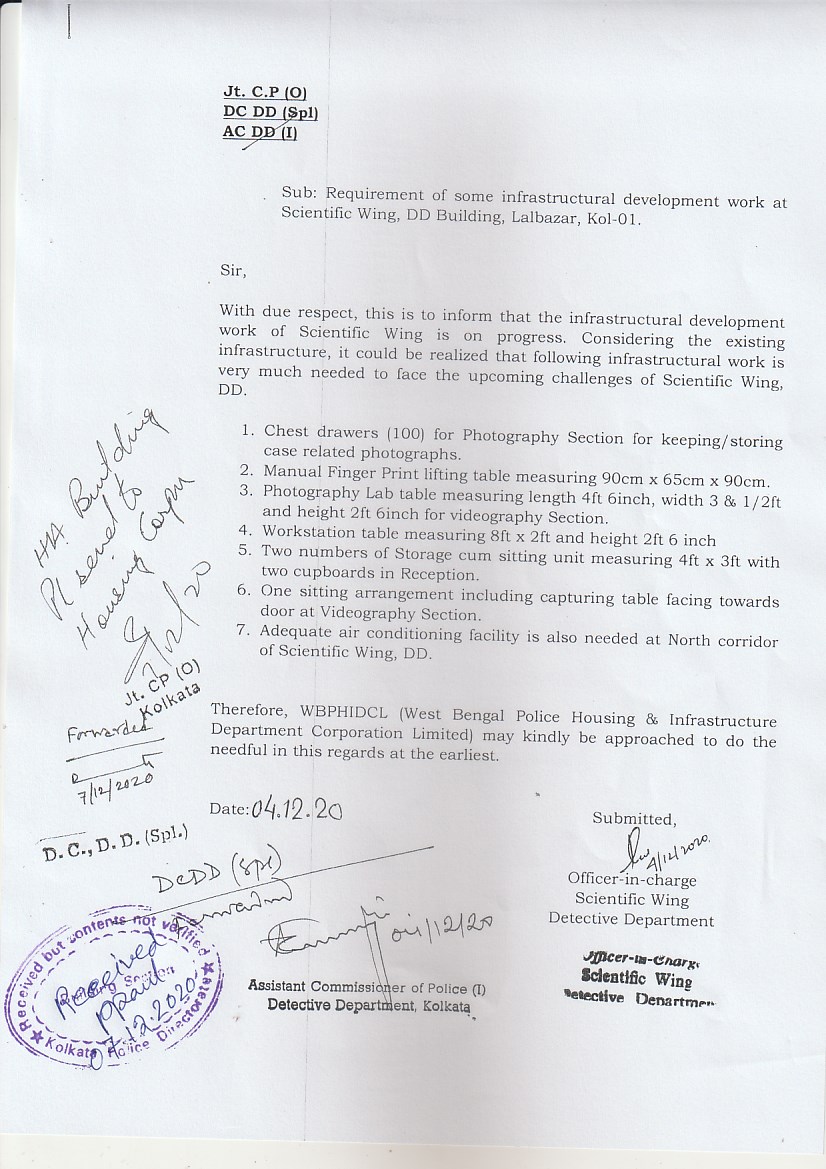 Jt. C.P (O)
DC DD (Spl)
AC DD (I)
Sub: Requirement of some infrastructural development work at
Scientific Wing, DD Building, Lalbazar, Kol-01.
Sir,
With due respect, this is to inform that the infrastructural development
work of Scientific Wing is on progress. Considering the existing
infrastructure, it could be realized that following infrastructural work is
very much needed to face the upcoming challenges of Scientific Wing,
DD.
1. Chest drawers (100) for Photography Section for keeping/storing
case related photographs.
2. Manual Finger Print lifting table measuring 90cm x 65cm x 90cm.
3. Photography Lab table measuring length 4ft 6inch, width 3 & 1/2ft
and height 2ft 6inch for videography Section.
4. Workstation table measuring 8ft x 2ft and height 2ft 6 inch
5. Two numbers of Storage cum sitting unit measuring 4ft x 3ft with
two cupboards in Reception.
6. One sitting arrangement including capturing table facing towards
door at Videography Section.
7. Adequate air conditioning facility is also needed at North corridor
of Scientific Wing, DD.
Building
Pl send to
Housing Corpn
7/12/20
Jt. CP (O)
Kolkata
Therefore, WBPHIDCL (West Bengal Police Housing & Infrastructure
Department Corporation Limited) may kindly be approached to do the
needful in this regards at the earliest.
Forwarded
7/12/2020
D.C., D.D. (Spl.)
Date: 04.12.20
Submitted,
4/12/2020
Officer-in-charge
Scientific Wing
Detective Department
DCDD (Spl)
04/12/20
Assistant Commissioner of Police (I)
Detective Department, Kolkata
Officer-in-Charge
Scientific Wing
Detective Departmen
Received but contents not verified
Received
07.12.2020
Kolkata Police Directorate